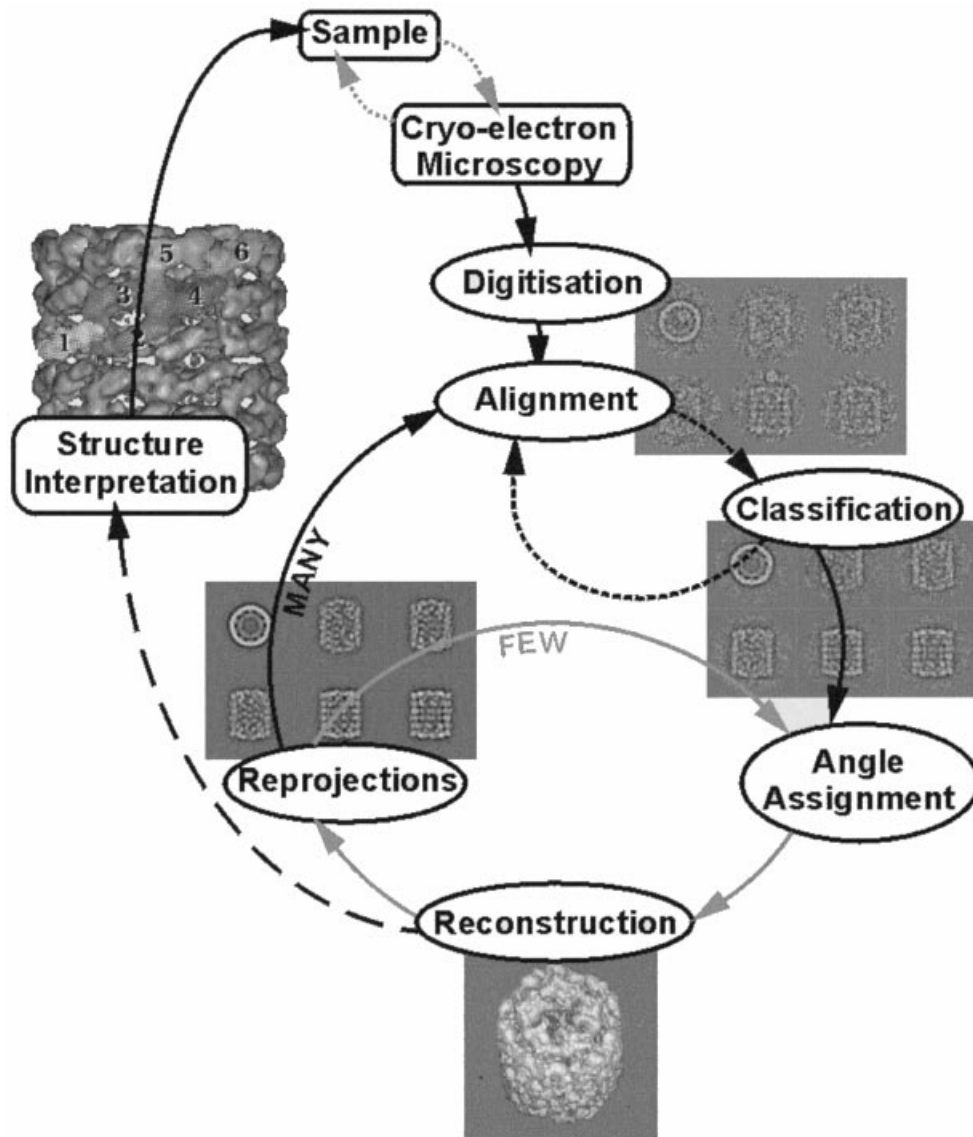 Sample
Cryo-electron
Microscopy
Digitisation
Alignment
Classification
Angle
Assignment
Reconstruction
Reprojections
MANY
FEW
Structure
Interpretation
5 6
3 4
1 2